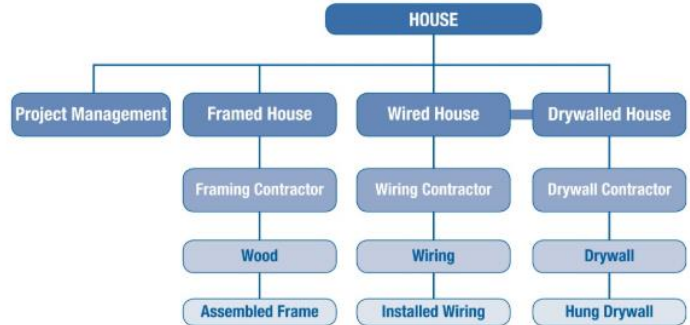 HOUSE
Project Management
Framed House
Wired House
Drywalled House
Framing Contractor
Wiring Contractor
Drywall Contractor
Wood
Wiring
Drywall
Assembled Frame
Installed Wiring
Hung Drywall